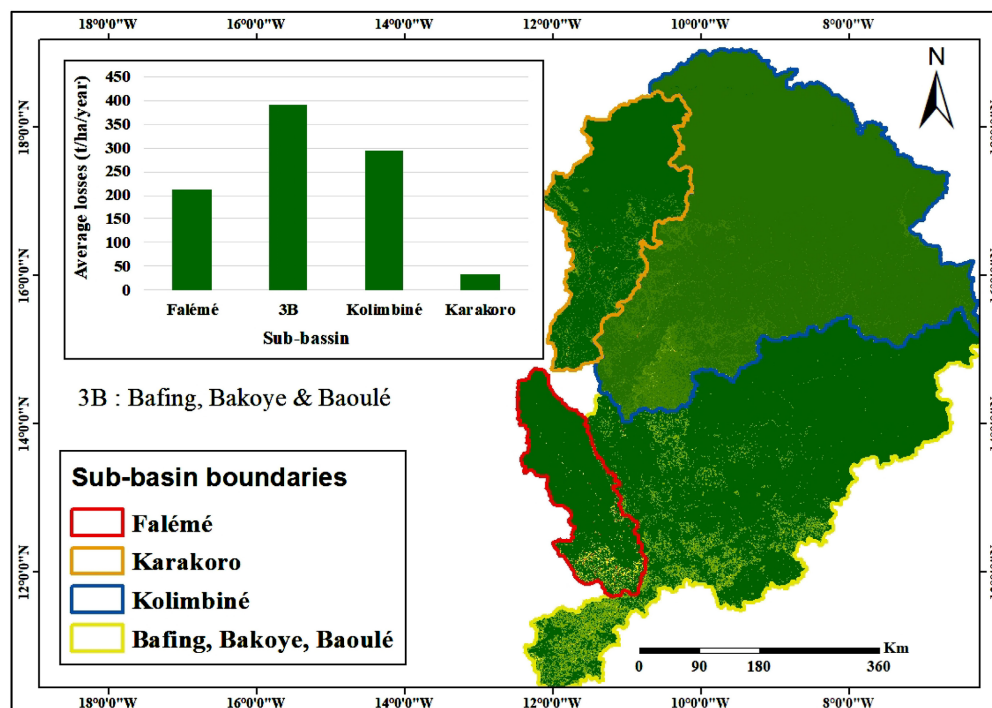 18°0'0"W 16°0'0"W 14°0'0"W 12°0'0"W 10°0'0"W 8°0'0"W
N
450
400
350
300
250
200
150
100
50
0
Average losses (t/ha/year)
Falémé 3B Kolimbiné Karakoro
Sub-bassin
3B : Bafing, Bakoye & Baoulé
Sub-basin boundaries
Falémé
Karakoro
Kolimbiné
Bafing, Bakoye, Baoulé
18°0'0"N
16°0'0"N
14°0'0"N
12°0'0"N
Km
0 90 180 360
18°0'0"W 16°0'0"W 14°0'0"W 12°0'0"W 10°0'0"W 8°0'0"W